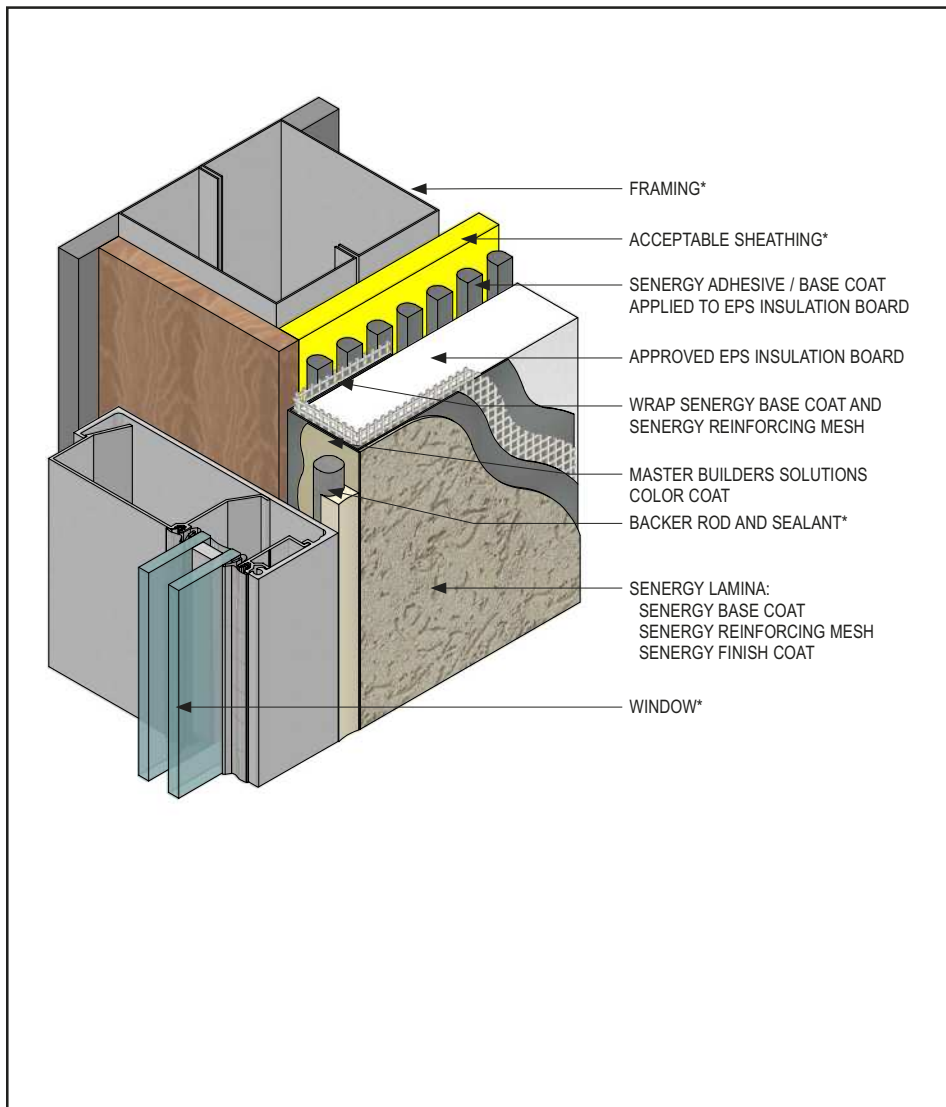 FRAMING*
ACCEPTABLE SHEATHING*
SENERGY ADHESIVE / BASE COAT
APPLIED TO EPS INSULATION BOARD
APPROVED EPS INSULATION BOARD
WRAP SENERGY BASE COAT AND
SENERGY REINFORCING MESH
MASTER BUILDERS SOLUTIONS
COLOR COAT
BACKER ROD AND SEALANT*
SENERGY LAMINA:
SENERGY BASE COAT
SENERGY REINFORCING MESH
SENERGY FINISH COAT
WINDOW*